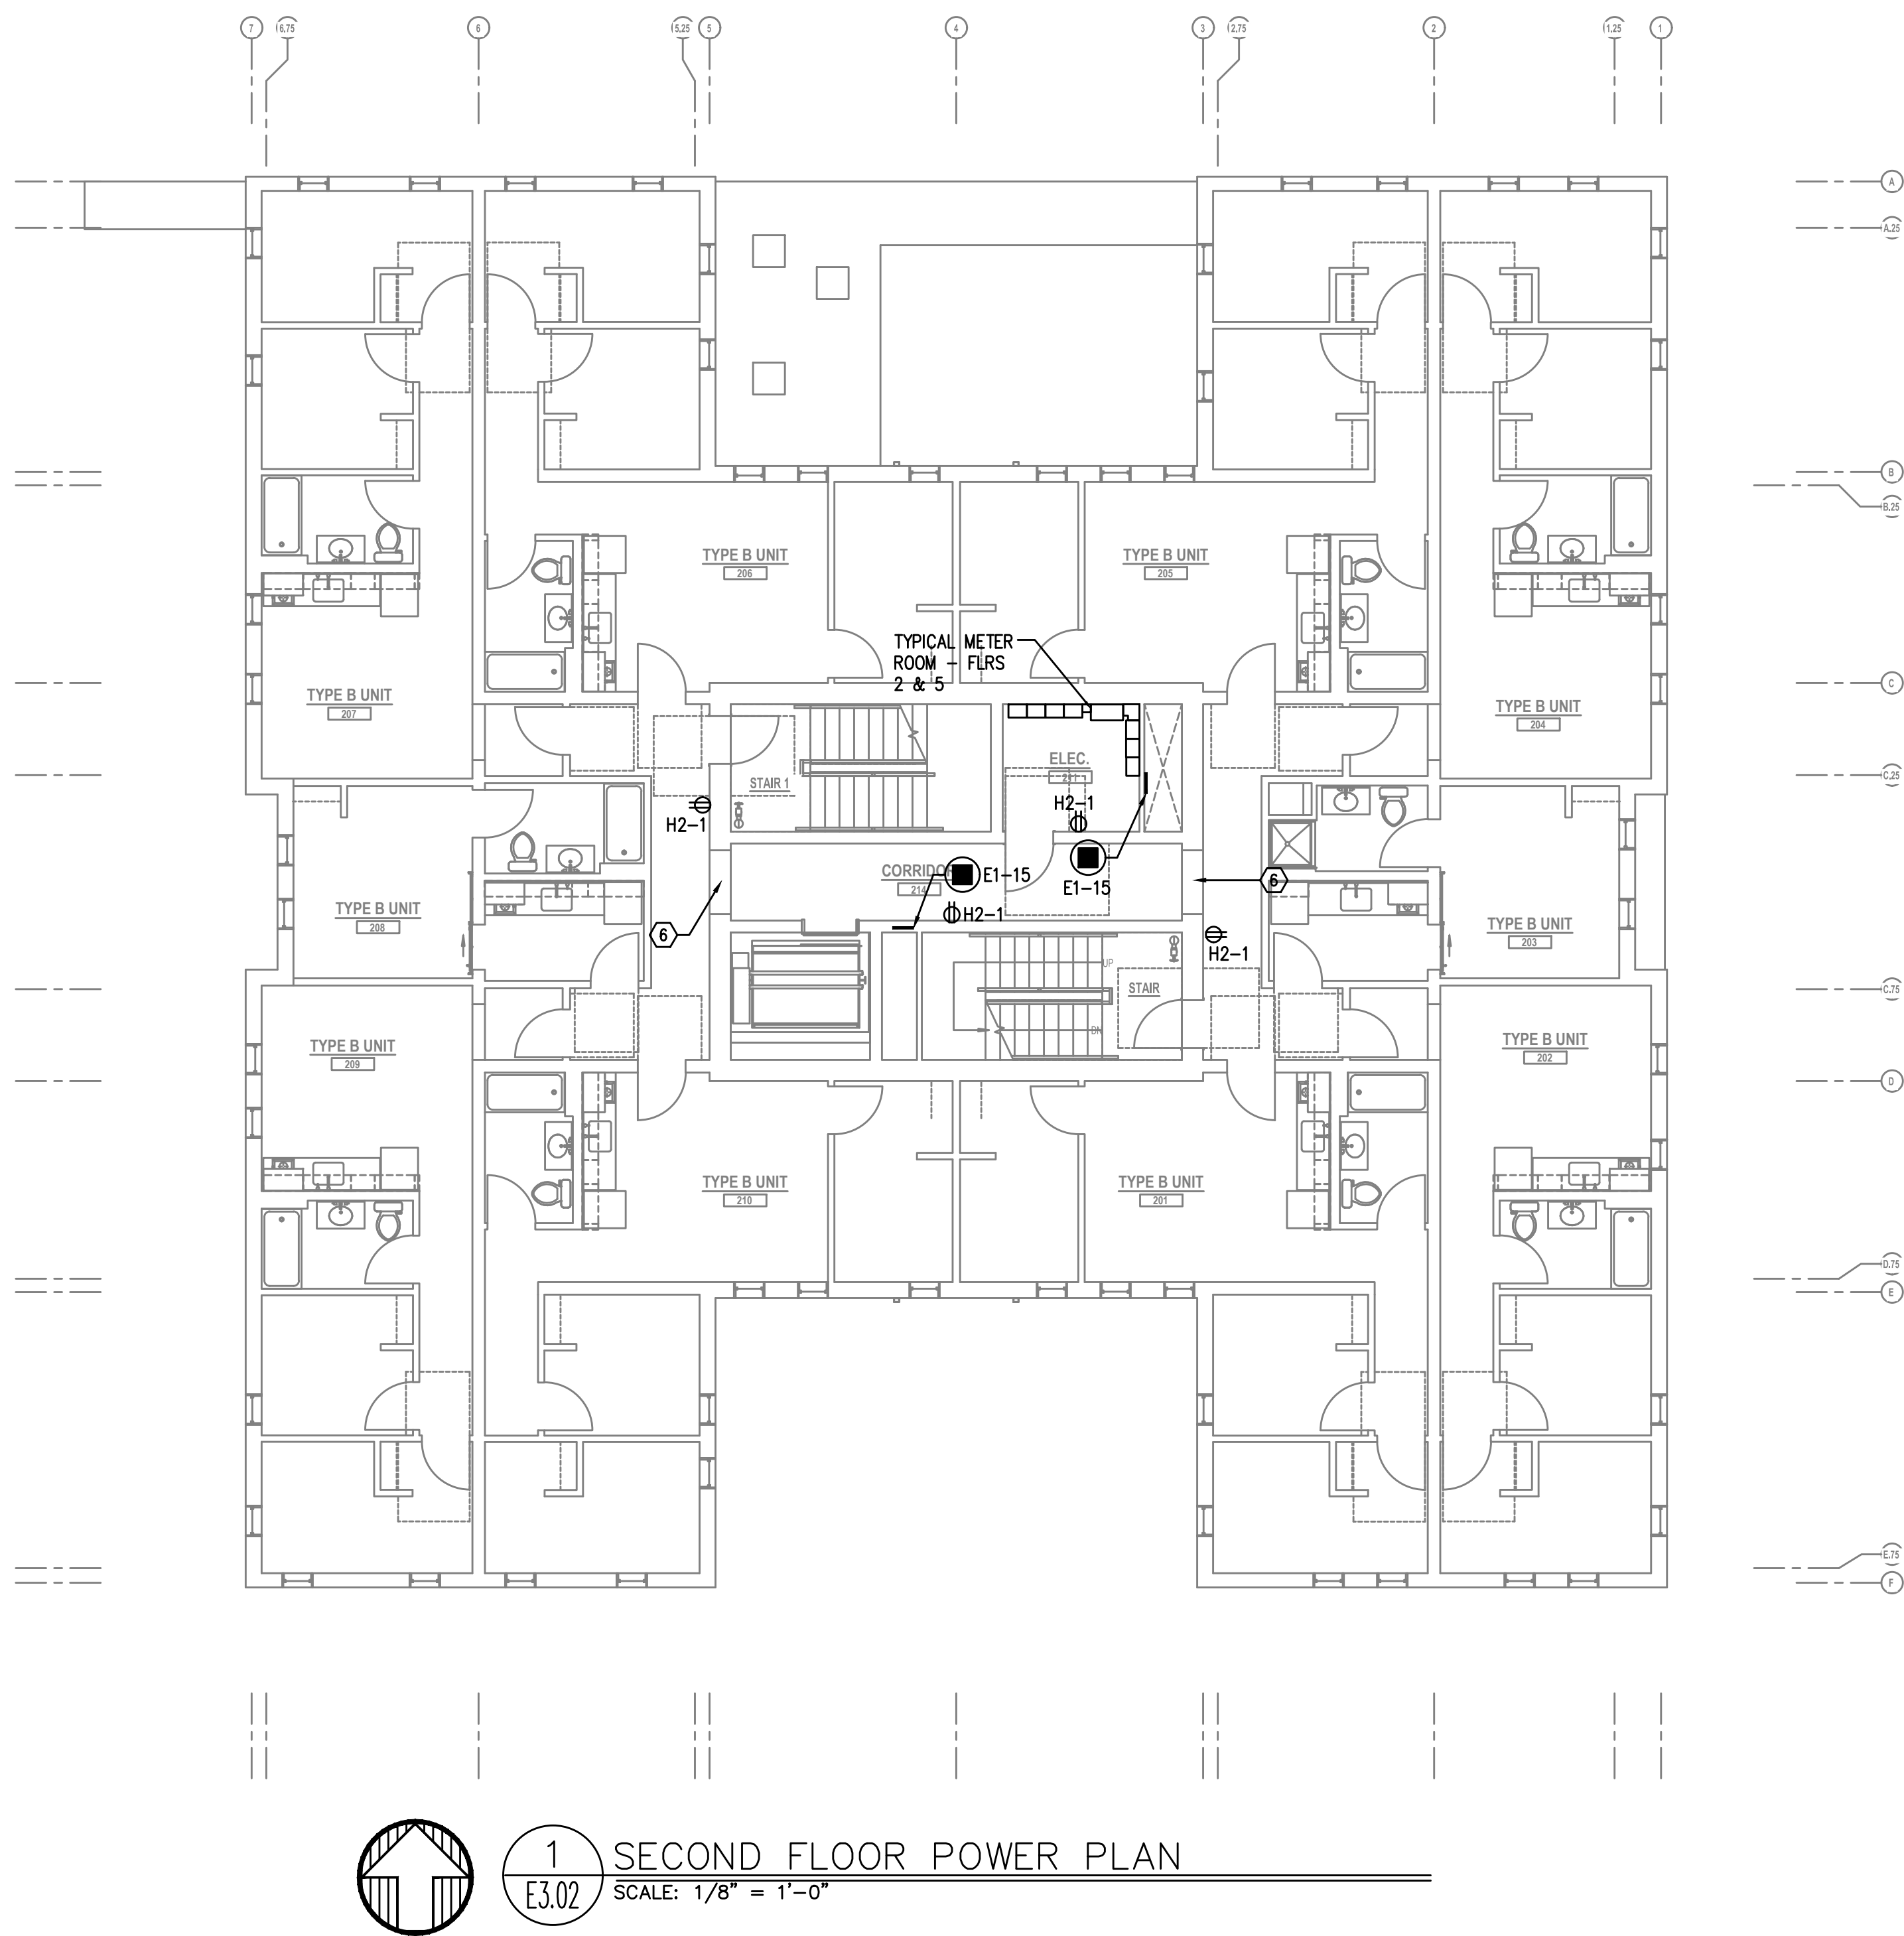 7
6.75
6
5.25
5
4
3
2.75
2
1.25
1
A
A.25
B
B.25
C
C.25
C.75
D
D.75
E
E.75
F
TYPE B UNIT
206
TYPE B UNIT
205
TYPICAL METER
ROOM - FLRS
2 & 5
TYPE B UNIT
207
TYPE B UNIT
204
ELEC.
211
STAIR 1
H2-1
H2-1
CORRIDOR
214
E1-15
E1-15
6
TYPE B UNIT
208
6
H2-1
H2-1
TYPE B UNIT
203
UP
STAIR
DN
TYPE B UNIT
209
TYPE B UNIT
202
TYPE B UNIT
210
TYPE B UNIT
201
1
E3.02
SECOND FLOOR POWER PLAN
SCALE: 1/8" = 1'-0"